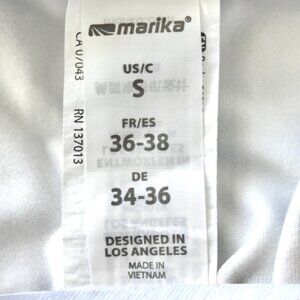 marika®
US/C
S
FR/ES
36-38
DE
34-36
DESIGNED IN
LOS ANGELES
MADE IN
VIETNAM
CA 07043
RN 137013